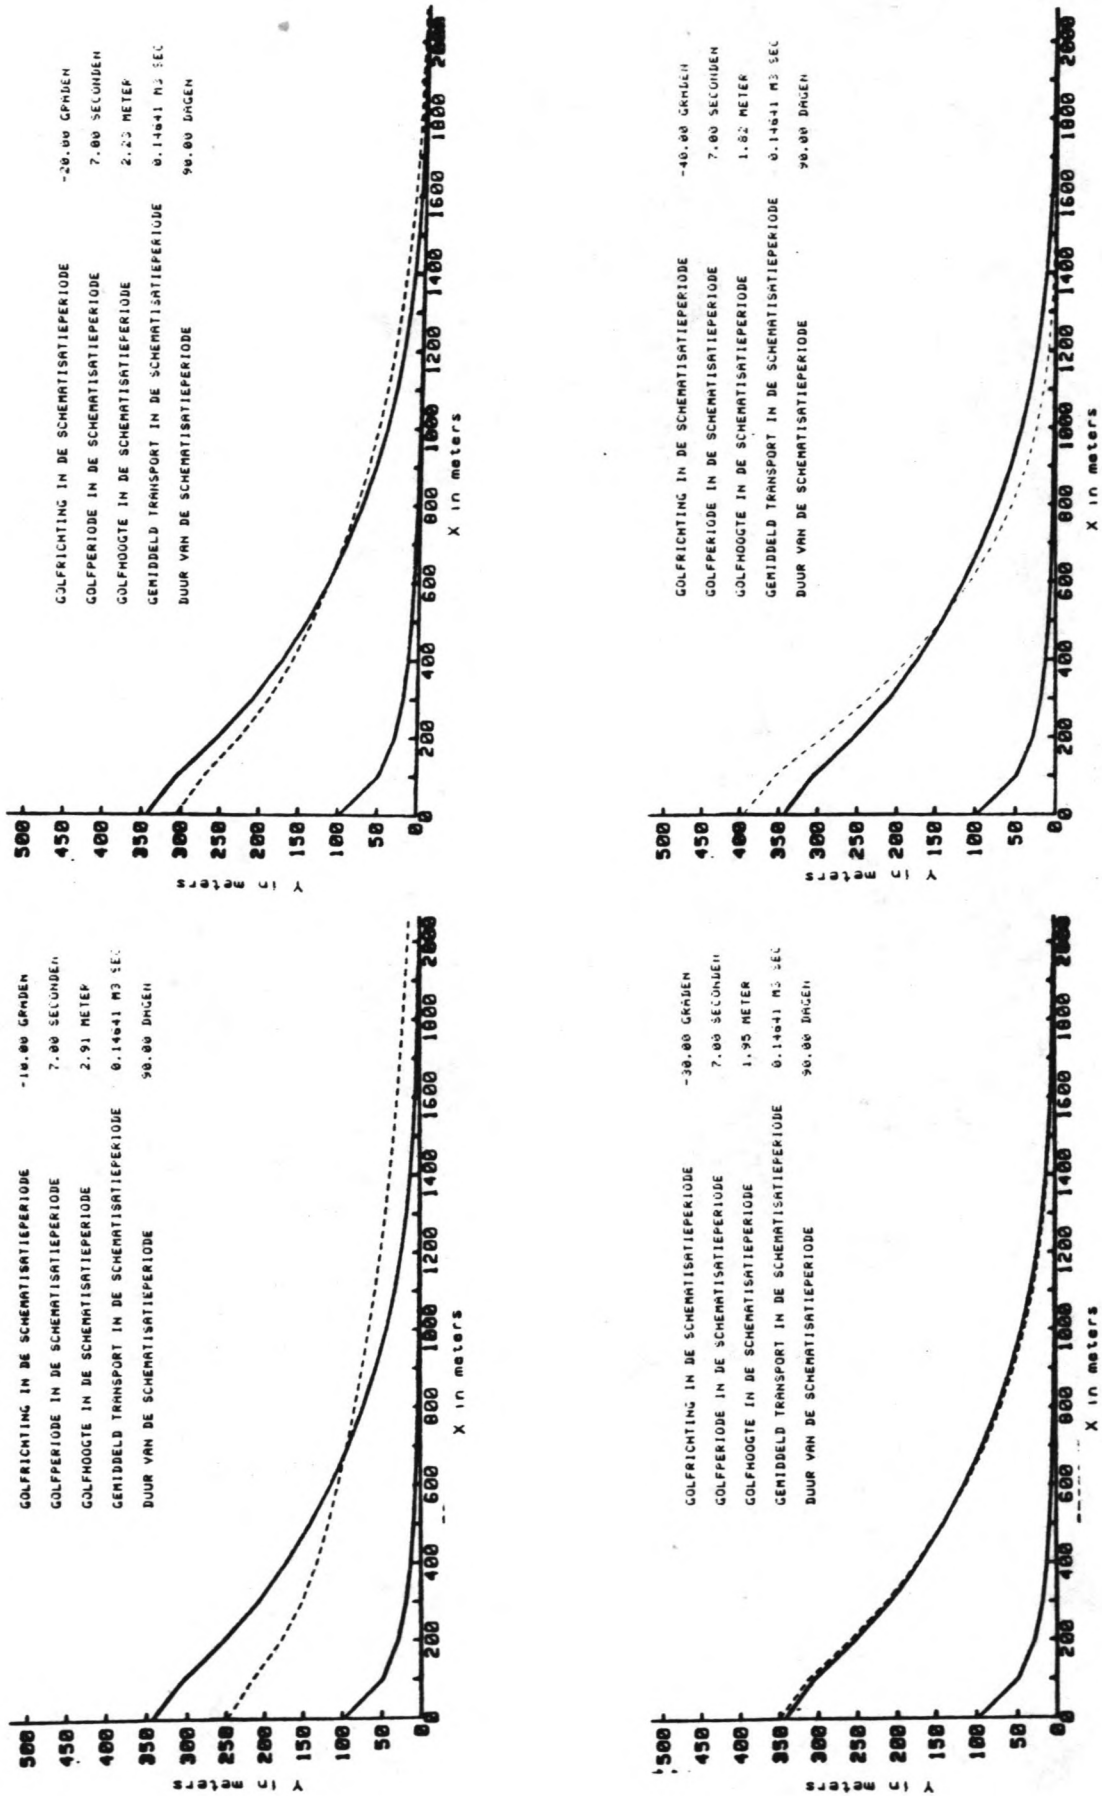 GOLFRICHTING IN DE SCHEMATISATIEPERIODE -10.00 GRADEN
GOLFPERIODE IN DE SCHEMATISATIEPERIODE 7.00 SECONDEN
GOLFHOOGTE IN DE SCHEMATISATIEPERIODE 2.91 METER
GEMIDDELD TRANSPORT IN DE SCHEMATISATIEPERIODE 0.14641 M3 SEC
DUUR VAN DE SCHEMATISATIEPERIODE 90.00 DAGEN
500
450
400
350
300
250
200
150
100
50
0
Y in meters
0 200 400 600 800 1000 1200 1400 1600 1800 2000
X in meters
GOLFRICHTING IN DE SCHEMATISATIEPERIODE -20.00 GRADEN
GOLFPERIODE IN DE SCHEMATISATIEPERIODE 7.00 SECONDEN
GOLFHOOGTE IN DE SCHEMATISATIEPERIODE 2.23 METER
GEMIDDELD TRANSPORT IN DE SCHEMATISATIEPERIODE 0.14641 M3 SEC
DUUR VAN DE SCHEMATISATIEPERIODE 90.00 DAGEN
500
450
400
350
300
250
200
150
100
50
0
Y in meters
0 200 400 600 800 1000 1200 1400 1600 1800 2000
X in meters
GOLFRICHTING IN DE SCHEMATISATIEPERIODE -30.00 GRADEN
GOLFPERIODE IN DE SCHEMATISATIEPERIODE 7.00 SECONDEN
GOLFHOOGTE IN DE SCHEMATISATIEPERIODE 1.95 METER
GEMIDDELD TRANSPORT IN DE SCHEMATISATIEPERIODE 0.14641 M3 SEC
DUUR VAN DE SCHEMATISATIEPERIODE 90.00 DAGEN
500
450
400
350
300
250
200
150
100
50
0
Y in meters
0 200 400 600 800 1000 1200 1400 1600 1800 2000
X in meters
GOLFRICHTING IN DE SCHEMATISATIEPERIODE -40.00 GRADEN
GOLFPERIODE IN DE SCHEMATISATIEPERIODE 7.00 SECONDEN
GOLFHOOGTE IN DE SCHEMATISATIEPERIODE 1.82 METER
GEMIDDELD TRANSPORT IN DE SCHEMATISATIEPERIODE 0.14641 M3 SEC
DUUR VAN DE SCHEMATISATIEPERIODE 90.00 DAGEN
500
450
400
350
300
250
200
150
100
50
0
Y in meters
0 200 400 600 800 1000 1200 1400 1600 1800 2000
X in meters